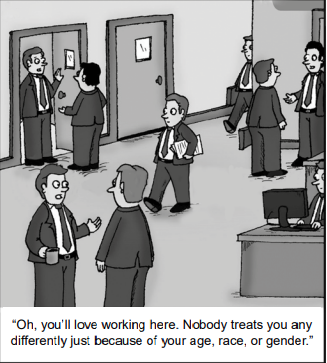 “Oh, you’ll love working here. Nobody treats you any
differently just because of your age, race, or gender.”